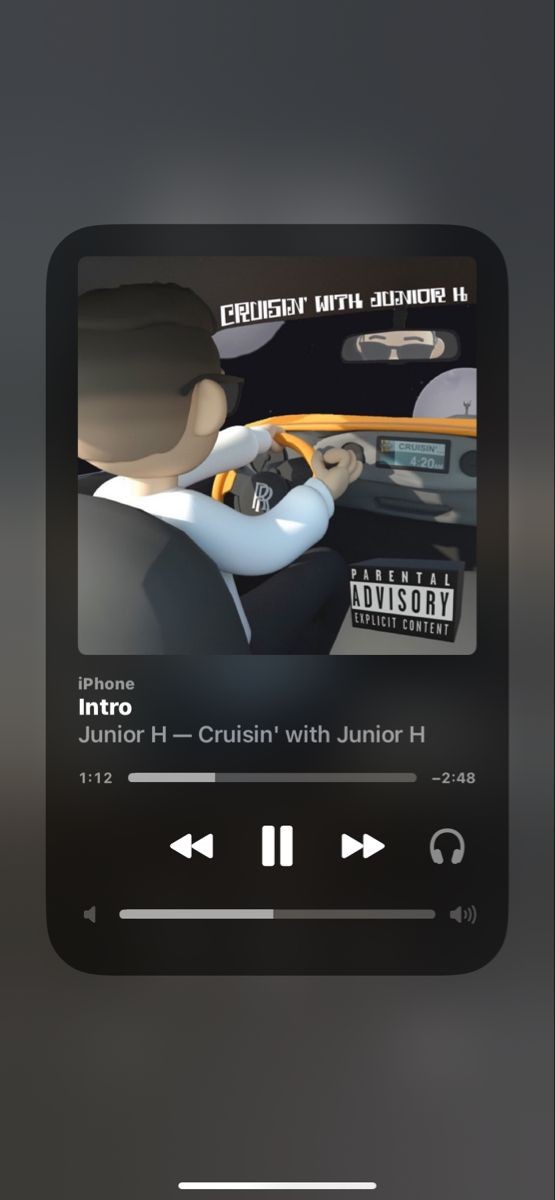 CRUISIN' WITH JUNIOR H
CRUISIN'...
4:20
RR
PARENTAL
ADVISORY
EXPLICIT CONTENT
iPhone
Intro
Junior H — Cruisin' with Junior H
1:12
−2:48